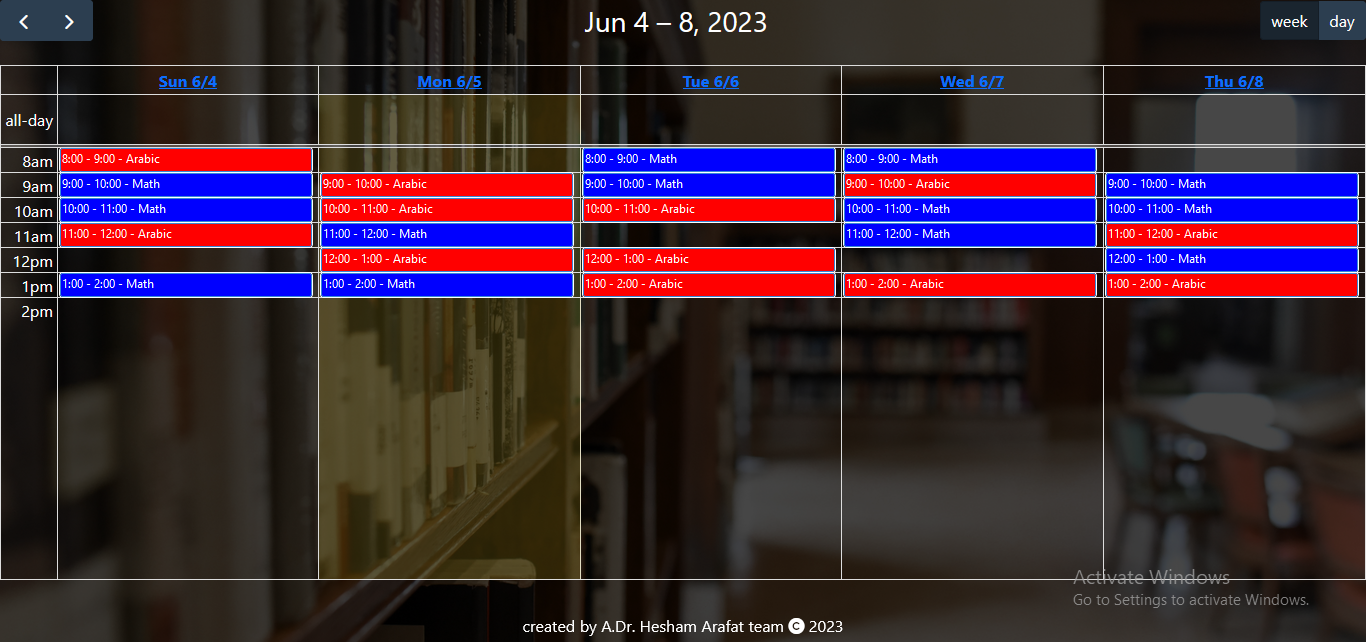 Jun 4 – 8, 2023
week day
Sun 6/4 Mon 6/5 Tue 6/6 Wed 6/7 Thu 6/8
all-day
8am 8:00 - 9:00 - Arabic 8:00 - 9:00 - Math 8:00 - 9:00 - Math
9am 9:00 - 10:00 - Math 9:00 - 10:00 - Arabic 9:00 - 10:00 - Math 9:00 - 10:00 - Arabic 9:00 - 10:00 - Math
10am 10:00 - 11:00 - Math 10:00 - 11:00 - Arabic 10:00 - 11:00 - Arabic 10:00 - 11:00 - Math 10:00 - 11:00 - Math
11am 11:00 - 12:00 - Arabic 11:00 - 12:00 - Math 11:00 - 12:00 - Math 11:00 - 12:00 - Arabic
12pm 12:00 - 1:00 - Arabic 12:00 - 1:00 - Arabic 12:00 - 1:00 - Math
1pm 1:00 - 2:00 - Math 1:00 - 2:00 - Math 1:00 - 2:00 - Arabic 1:00 - 2:00 - Arabic 1:00 - 2:00 - Arabic
2pm
Activate Windows
Go to Settings to activate Windows.
created by A.Dr. Hesham Arafat team © 2023